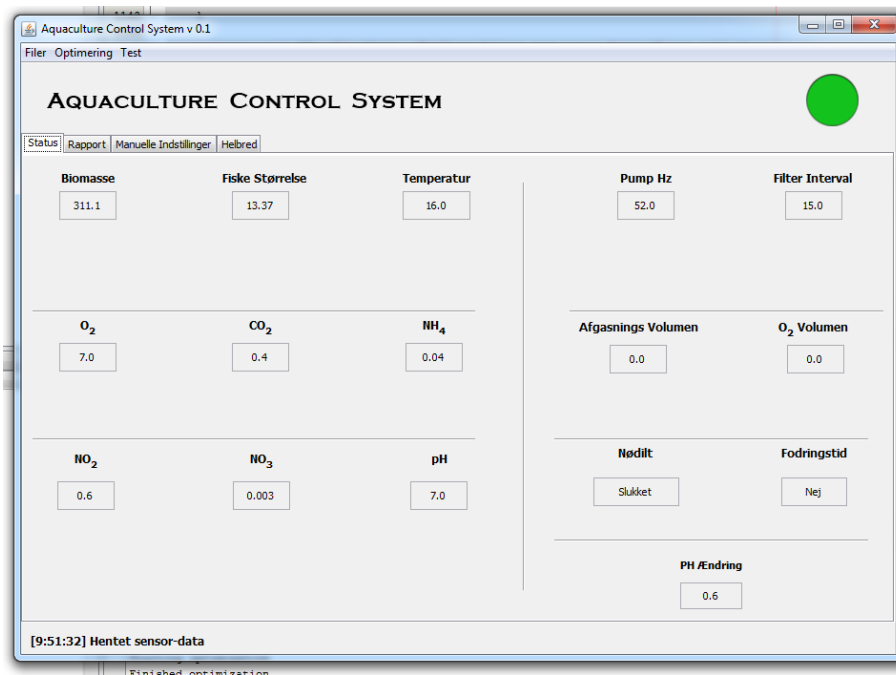 Aquaculture Control System v 0.1
Filer Optimering Test
AQUACULTURE CONTROL SYSTEM
Status Rapport Manuelle Indstillinger Helbred
Biomasse Fiske Størrelse Temperatur Pump Hz Filter Interval
311.1 13.37 16.0 52.0 15.0
O₂ CO₂ NH₄ Afgasnings Volumen O₂ Volumen
7.0 0.4 0.04 0.0 0.0
NO₂ NO₃ pH Nødilt Fodringstid
0.6 0.003 7.0 Slukket Nej
PH Ændring
0.6
[9:51:32] Hentet sensor-data
Finished optimization